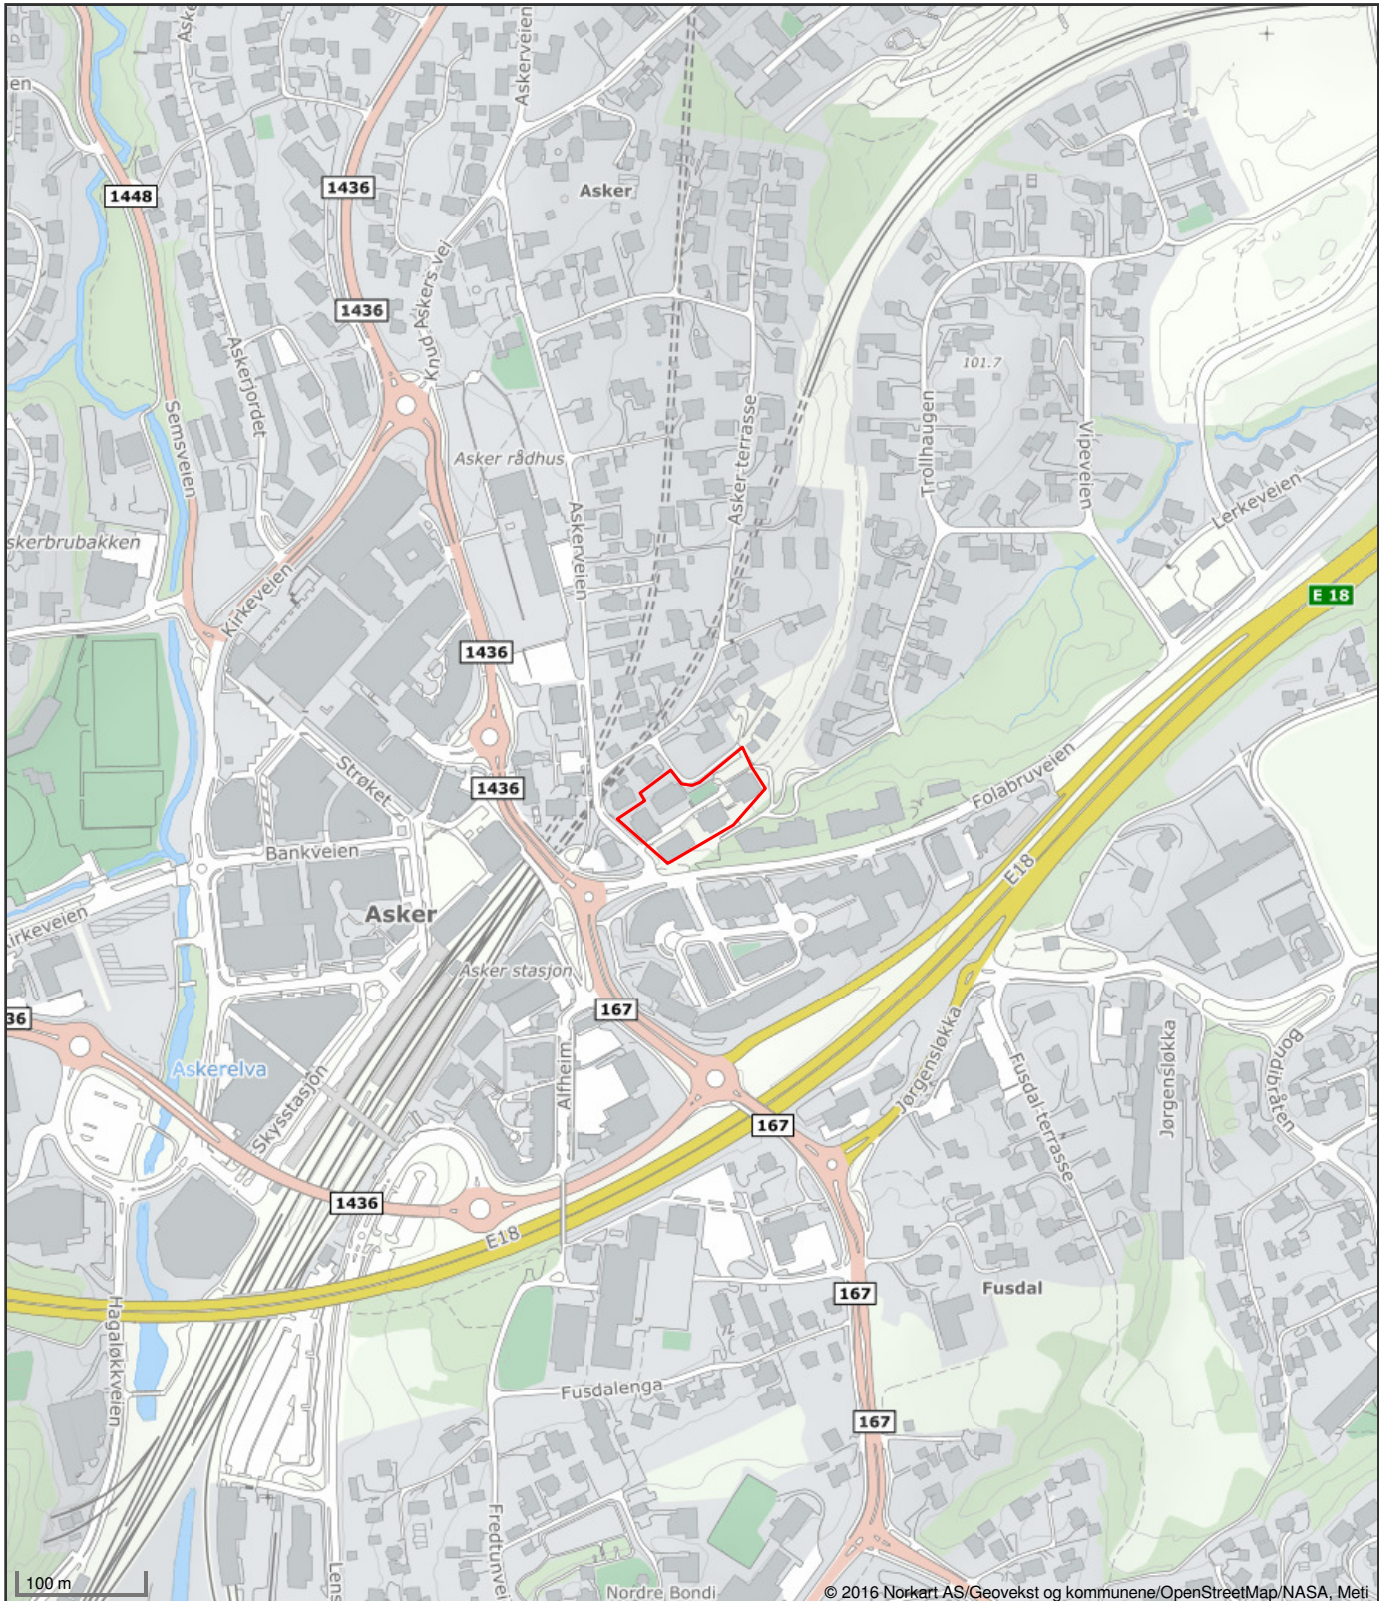 Aske
Askerveien
en
1448
1436
Asker
1436
Knud Askers vei
Askerjordet
101.7
Semsveien
Trollhaugen
Asker terrasse
Vipeveien
Asker rådhus
Askerveien
Lerkeveien
skerbrubakken
Kirkeveien
E 18
1436
Strøket
1436
Folabruveien
Bankveien
E18
Asker
Kirkeveien
Asker stasjon
167
36
Askerelva
Alfheim
Jørgensløkka
Fusdal terrasse
Jørgensløkka
Bondibråten
Skysstasjon
167
1436
E18
167
Fusdal
Hagaløkkveien
Fusdalenga
167
Fredtunvei
Lens
Nordre Bondi
100 m
© 2016 Norkart AS/Geovekst og kommunene/OpenStreetMap/NASA, Meti